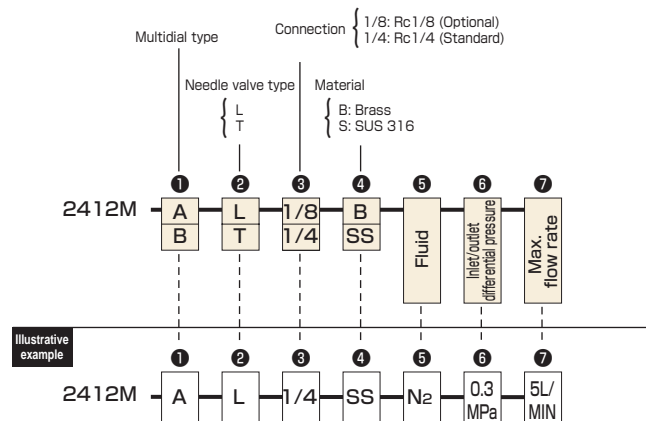 Multidial type
Connection { 1/8: Rc1/8 (Optional)
1/4: Rc1/4 (Standard)
Needle valve type
{ L
T
Material
{ B: Brass
S: SUS 316
❶ ❷ ❸ ❹ ❺ ❻ ❼
2412M A L 1/8 B
B T 1/4 SS
Fluid
Inlet/outlet
differential pressure
Max.
flow rate
Illustrative
example
❶ ❷ ❸ ❹ ❺ ❻ ❼
2412M A L 1/4 SS N2 0.3 5L/
MPa MIN